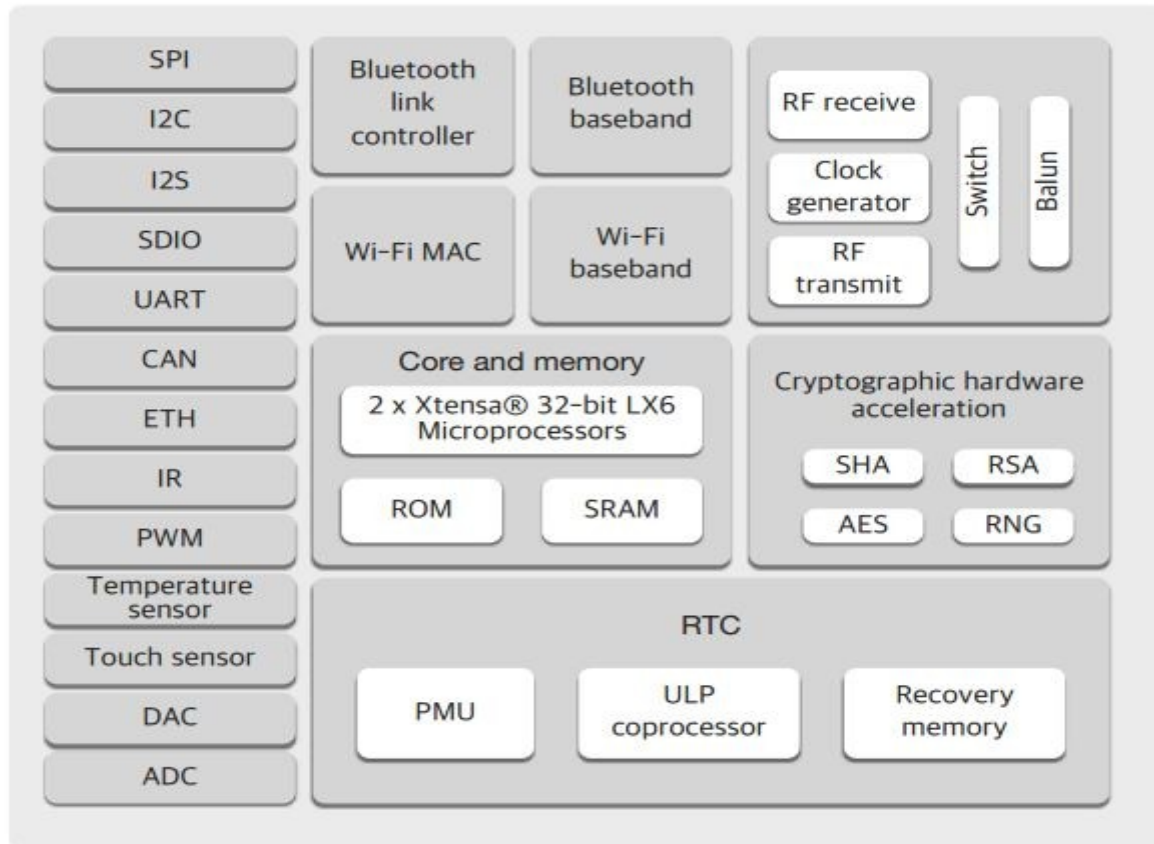 SPI
I2C
I2S
SDIO
UART
CAN
ETH
IR
PWM
Temperature
sensor
Touch sensor
DAC
ADC
Bluetooth
link
controller
Bluetooth
baseband
Wi-Fi MAC
Wi-Fi
baseband
RF receive
Clock
generator
RF
transmit
Switch
Balun
Core and memory
2 x Xtensa® 32-bit LX6
Microprocessors
ROM
SRAM
Cryptographic hardware
acceleration
SHA
RSA
AES
RNG
RTC
PMU
ULP
coprocessor
Recovery
memory